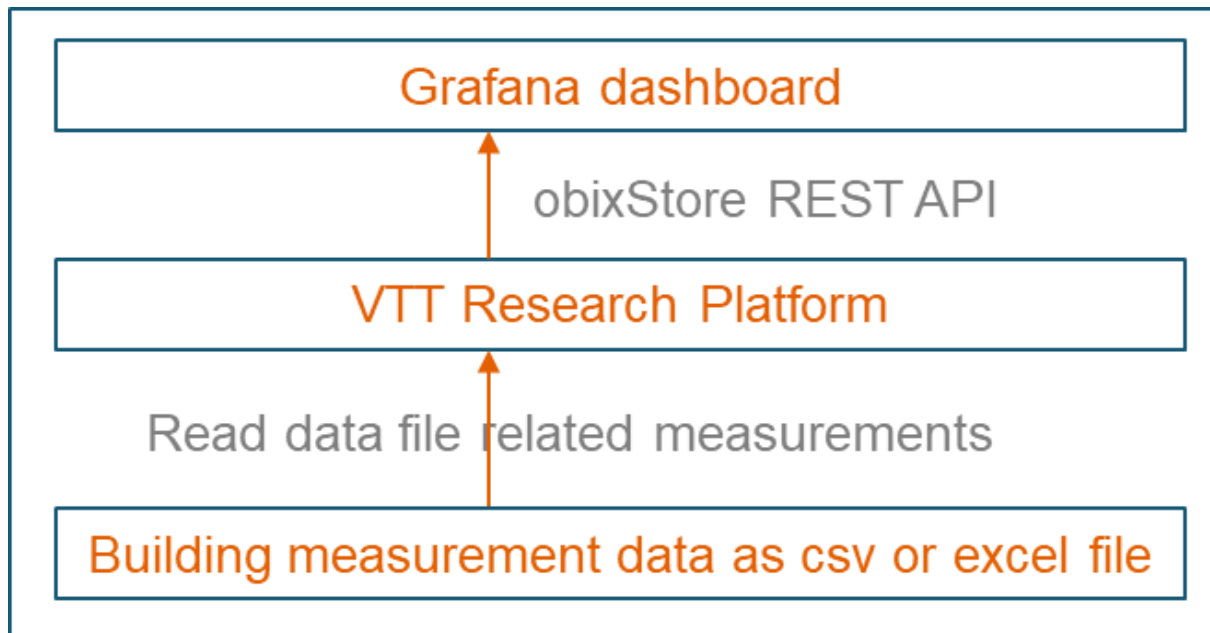 Grafana dashboard
obixStore REST API
VTT Research Platform
Read data file related measurements
Building measurement data as csv or excel file